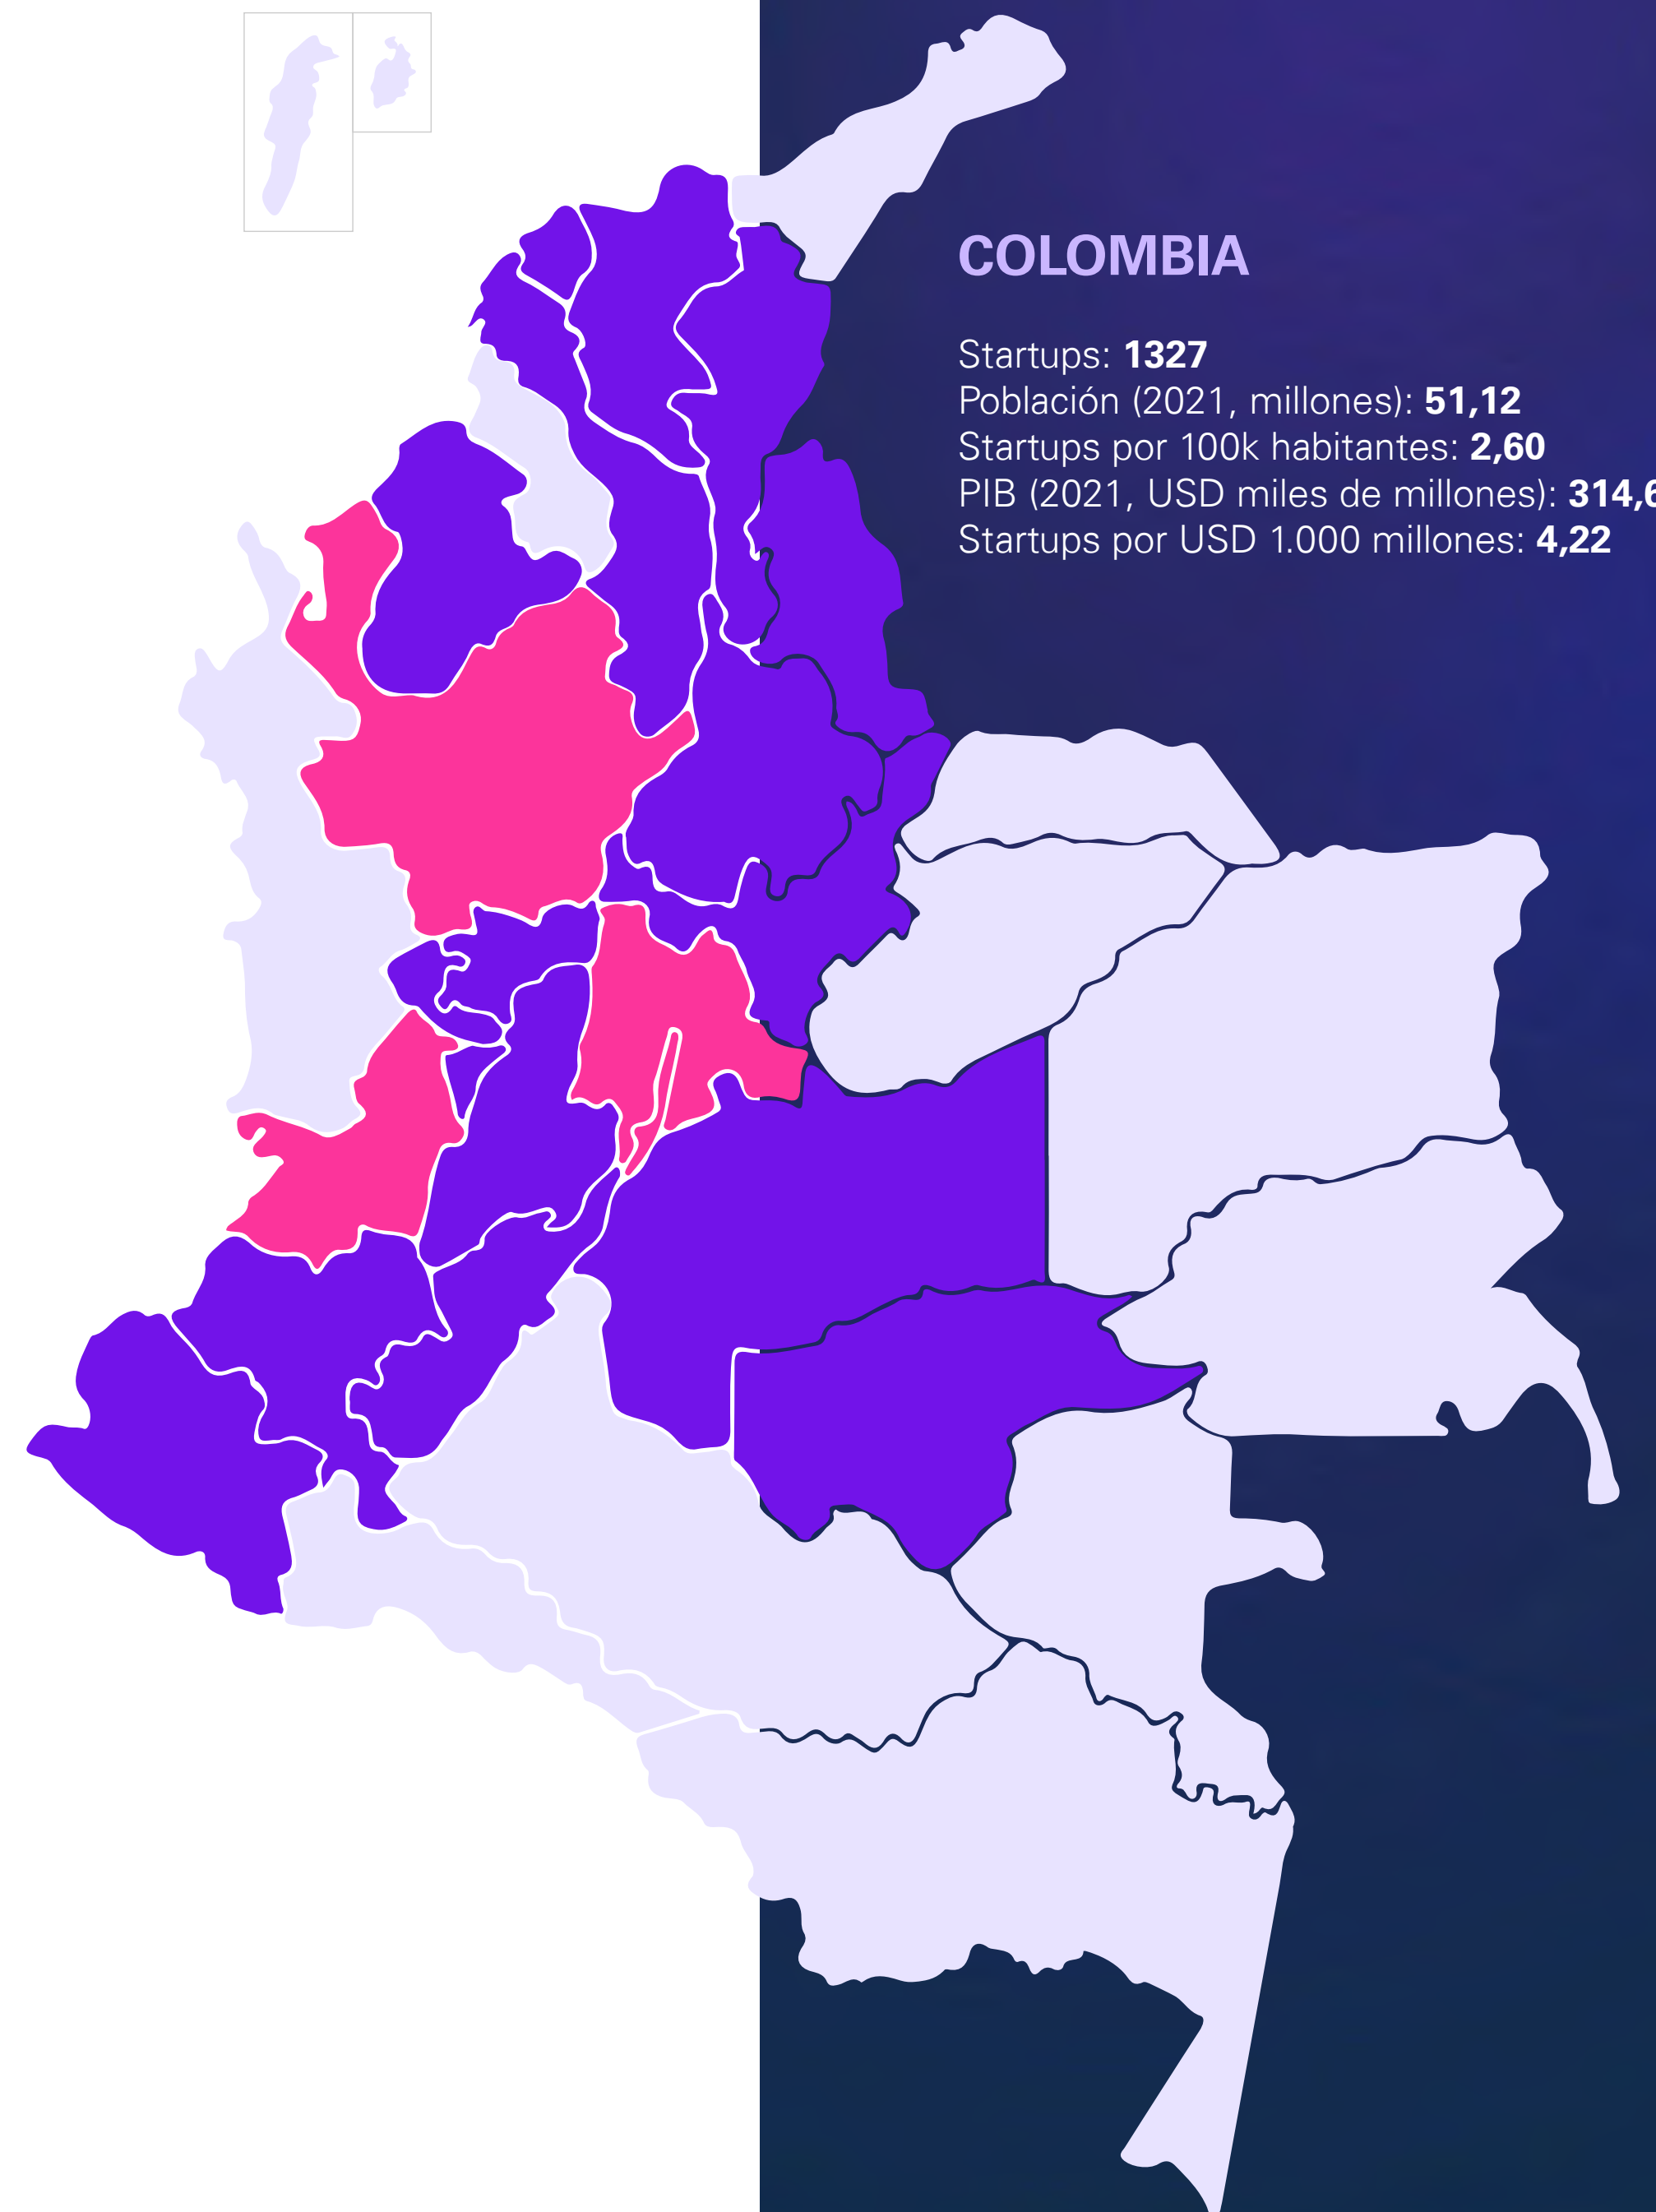 COLOMBIA
Startups: 1327
Población (2021, millones): 51,12
Startups por 100k habitantes: 2,60
PIB (2021, USD miles de millones): 314,
Startups por USD 1.000 millones: 4,22